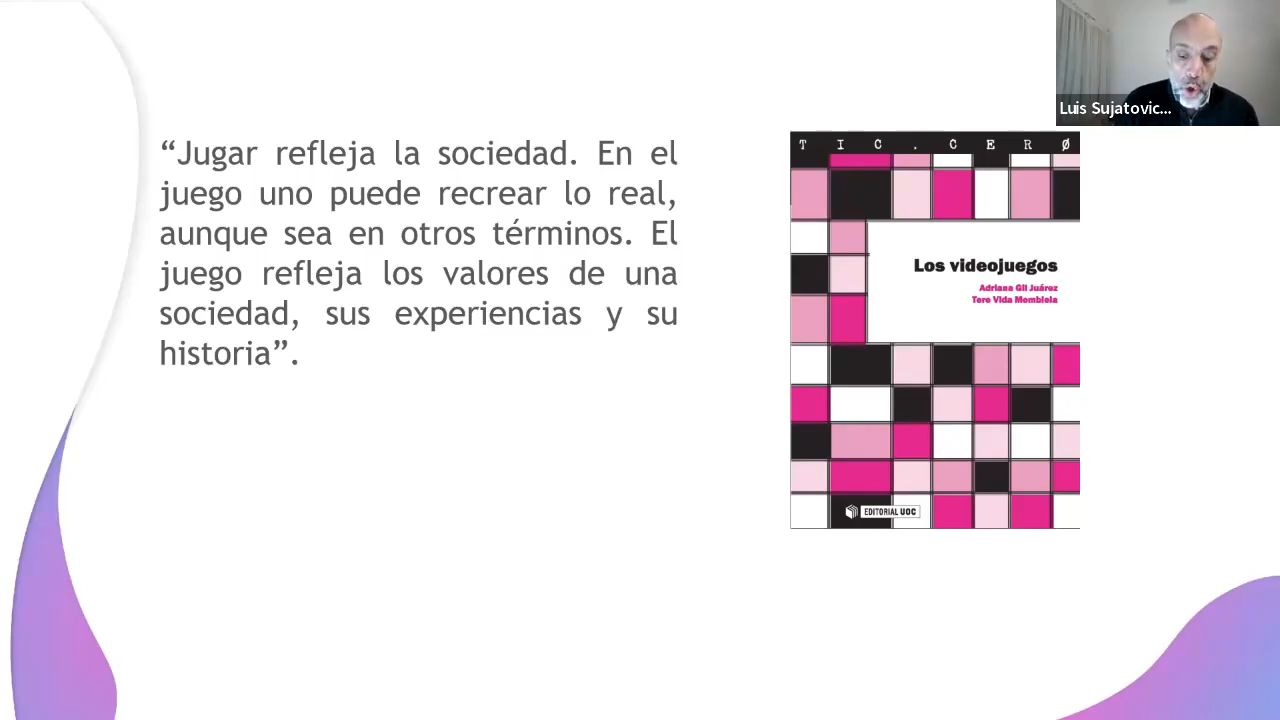 Luis Sujatovic...
“Jugar refleja la sociedad. En el
juego uno puede recrear lo real,
aunque sea en otros términos. El
juego refleja los valores de una
sociedad, sus experiencias y su
historia”.
TIC.CERØ
Los videojuegos
Adriana Gil Juárez
Tere Vida Mombiela
EDITORIAL UOC